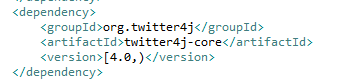 <dependency>
<groupId>org.twitter4j</groupId>
<artifactId>twitter4j-core</artifactId>
<version>[4.0,)</version>
</dependency>